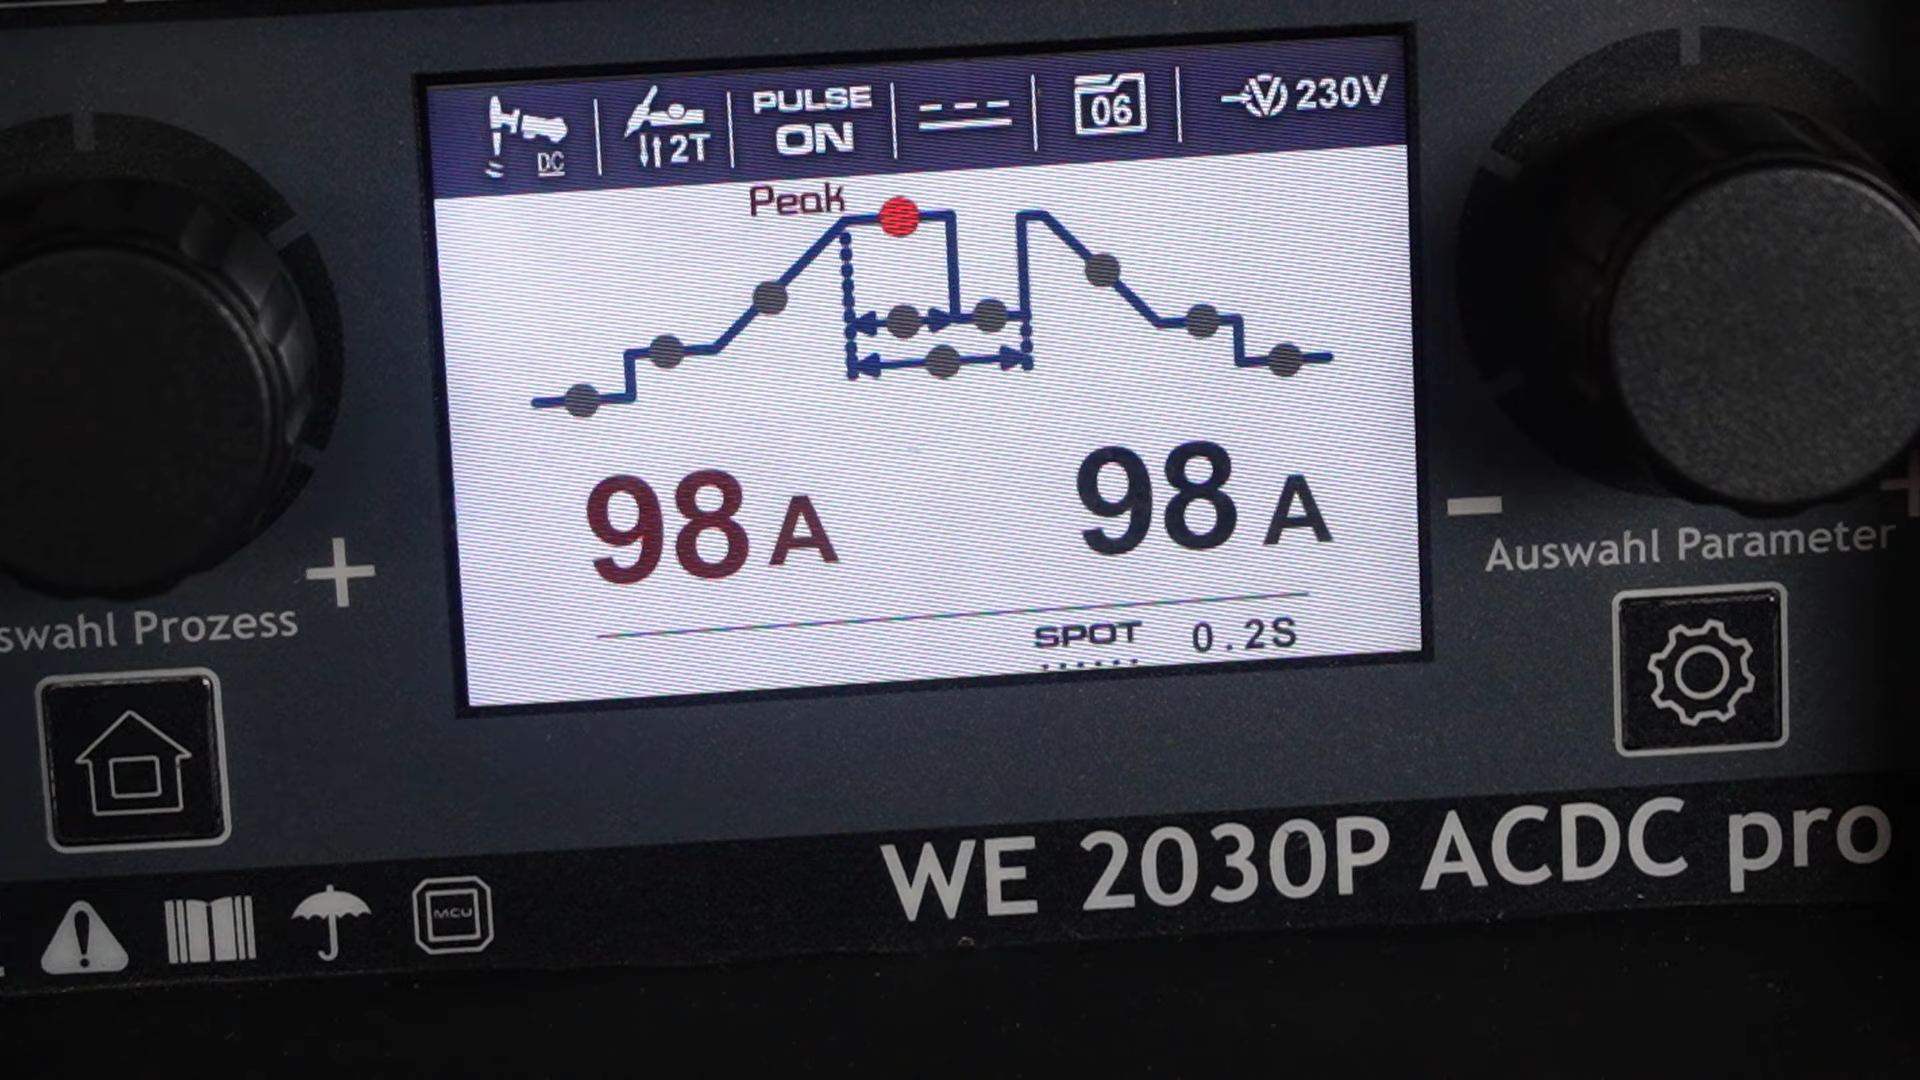 DC
2T
PULSE
ON
06
230V
Peak
98 A
98 A
SPOT 0.2S
+
-
swahl Prozess
Auswahl Parameter
WE 2030P ACDC pro
MCU